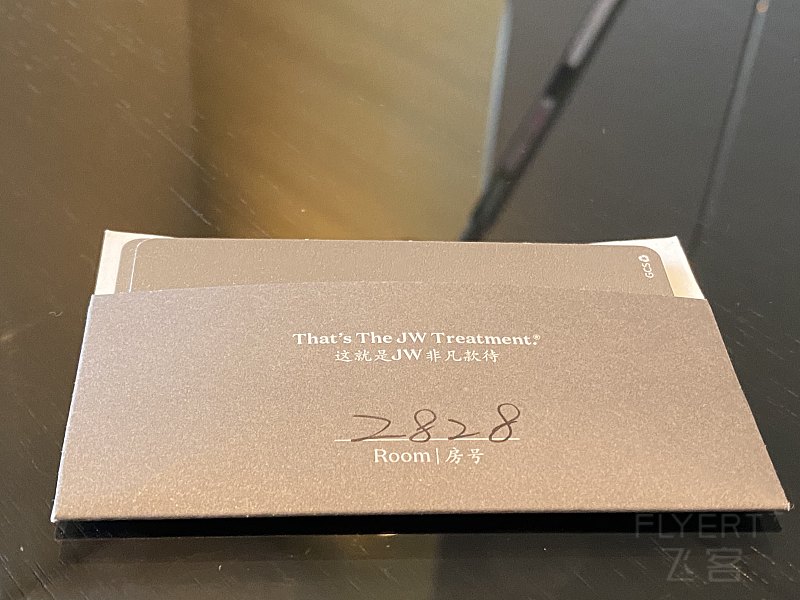 GCS
That's The JW Treatment.®
这就是JW非凡款待
2828
Room | 房号
FLYERT
飞客